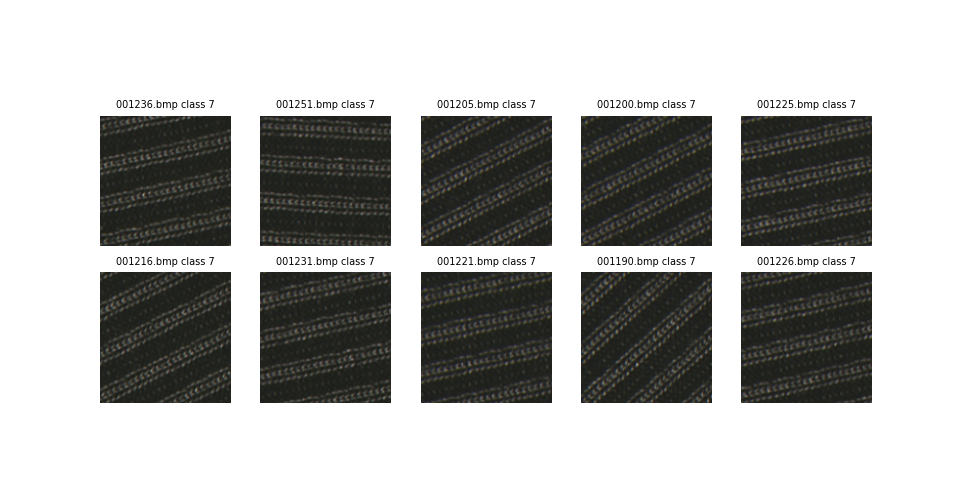 001236.bmp class 7
001251.bmp class 7
001205.bmp class 7
001200.bmp class 7
001225.bmp class 7
001216.bmp class 7
001231.bmp class 7
001221.bmp class 7
001190.bmp class 7
001226.bmp class 7